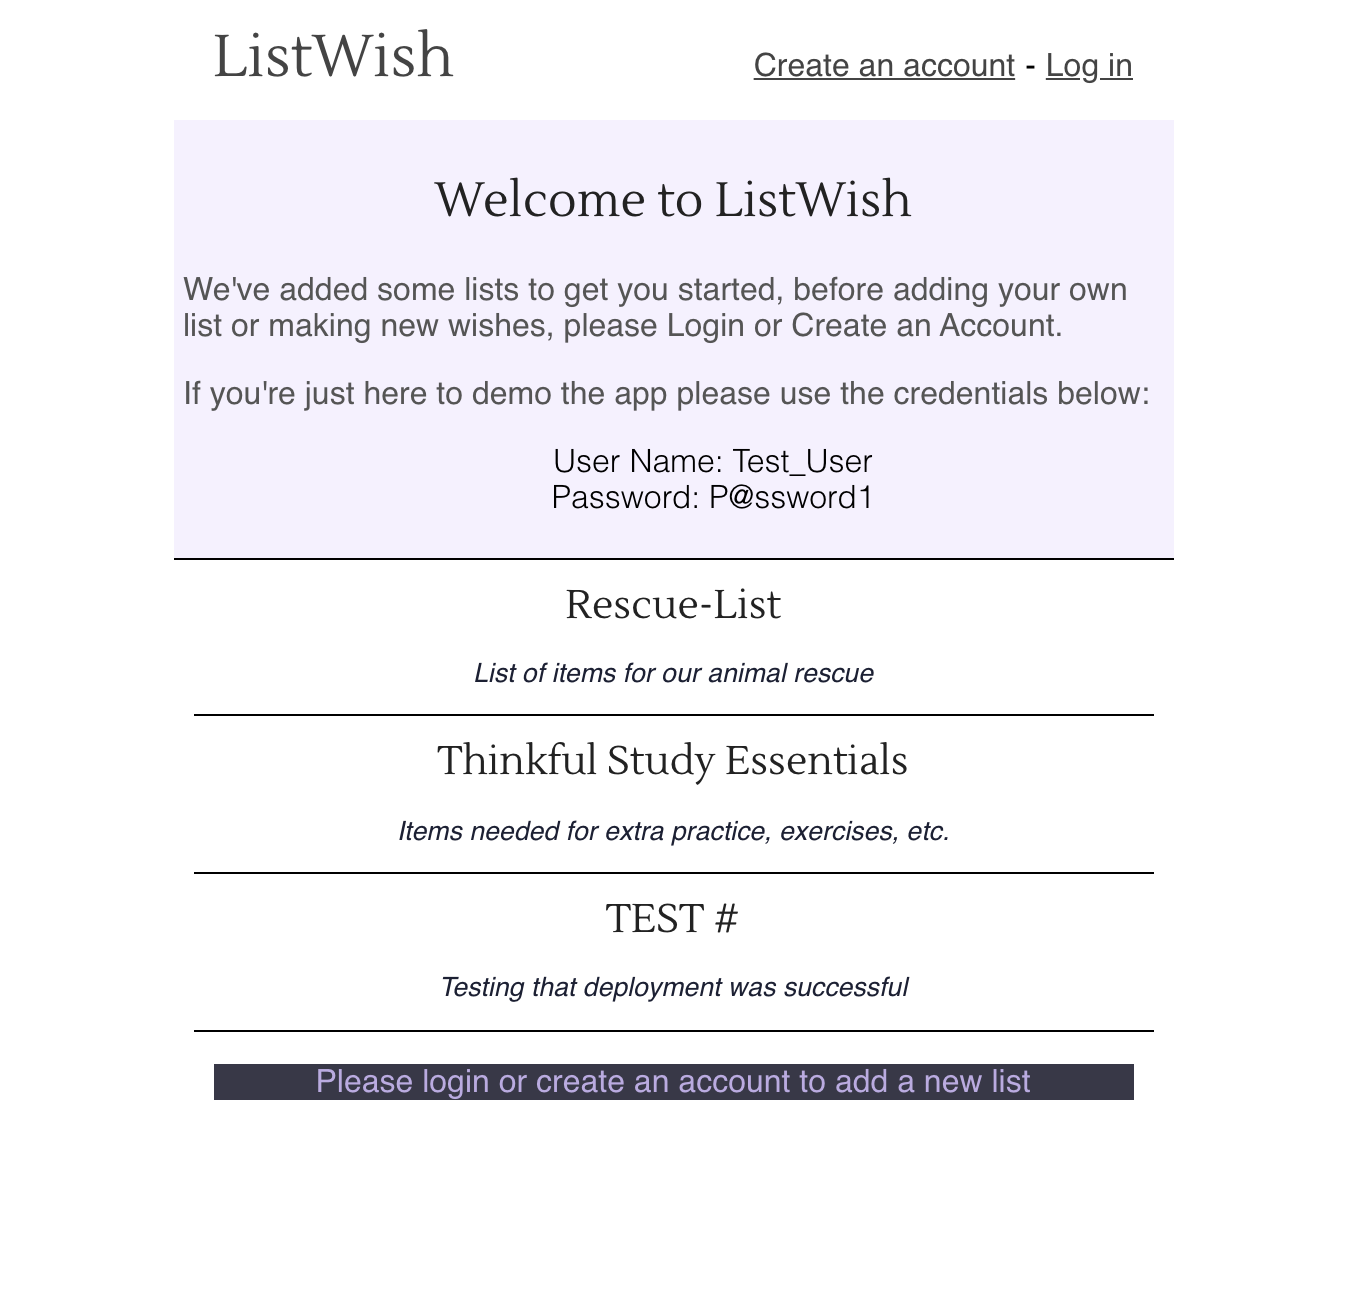 ListWish
Create an account - Log in
Welcome to ListWish
We've added some lists to get you started, before adding your own
list or making new wishes, please Login or Create an Account.
If you're just here to demo the app please use the credentials below:
User Name: Test_User
Password: P@ssword1
Rescue-List
List of items for our animal rescue
Thinkful Study Essentials
Items needed for extra practice, exercises, etc.
TEST #
Testing that deployment was successful
Please login or create an account to add a new list